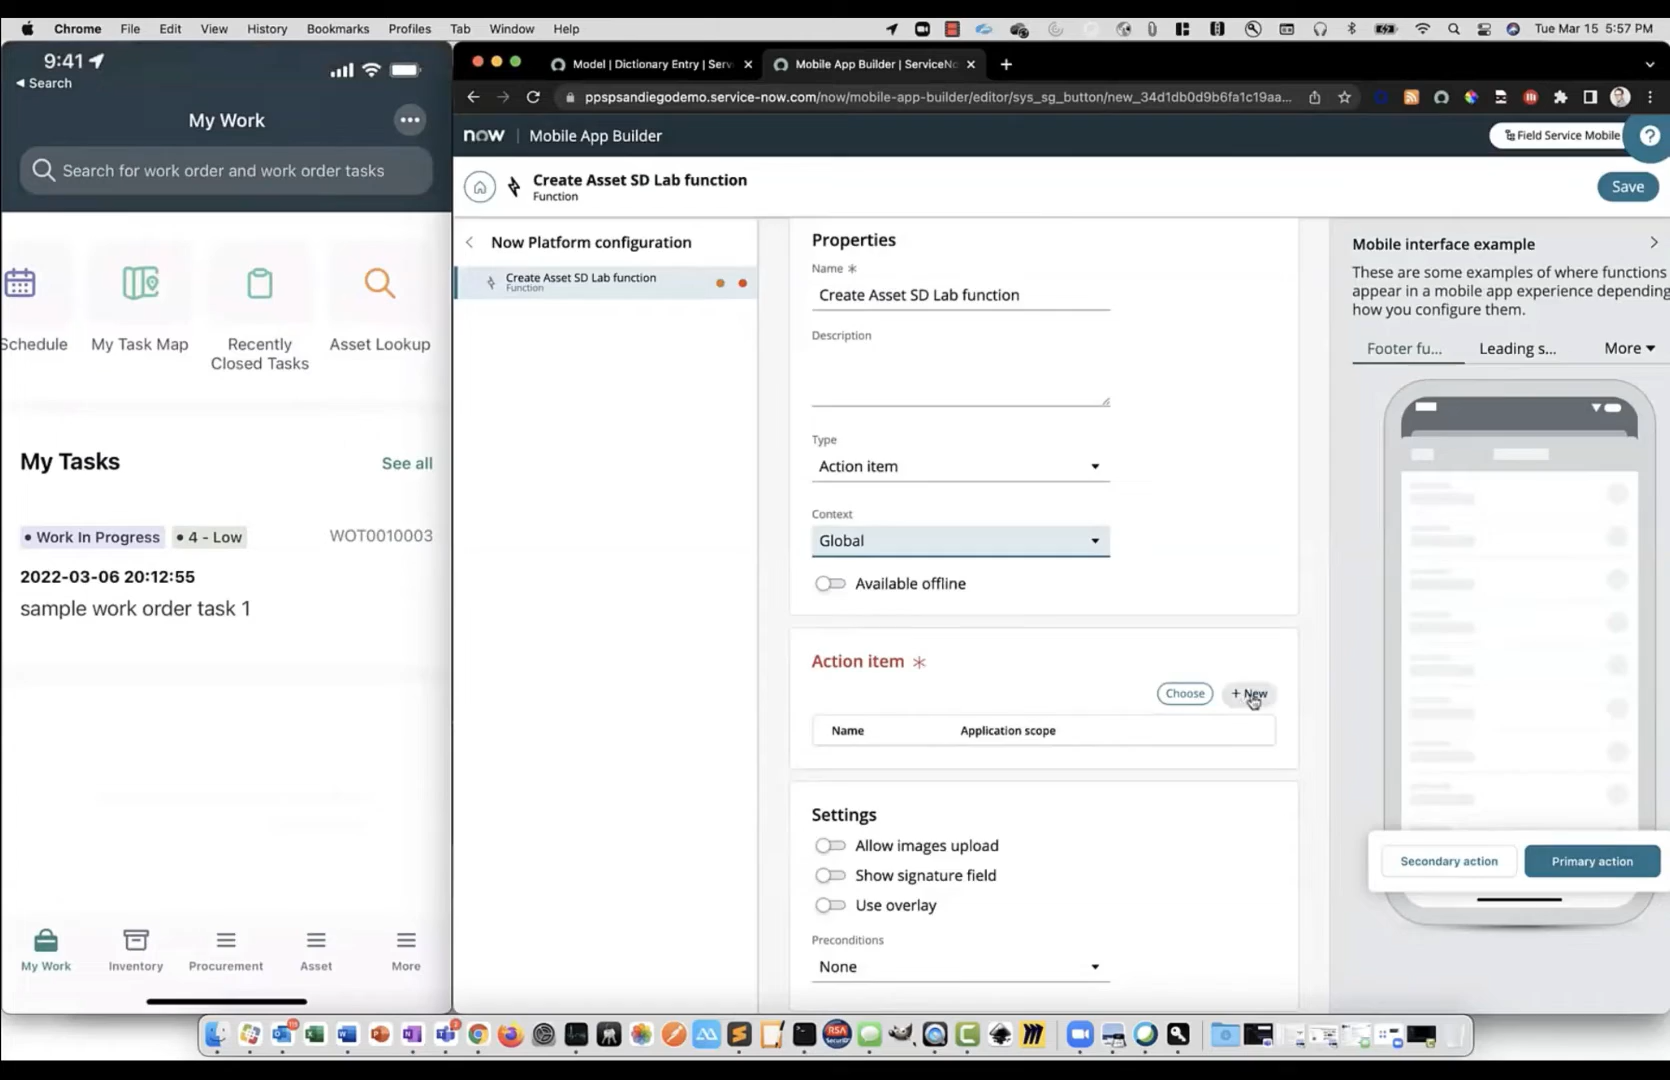 Chrome File Edit View History Bookmarks Profiles Tab Window Help Tue Mar 15 5:57 PM
9:41
Search
My Work
Search for work order and work order tasks
Schedule
My Task Map
Recently
Closed Tasks
Asset Lookup
My Tasks See all
• Work In Progress • 4 - Low WOT0010003
2022-03-06 20:12:55
sample work order task 1
My Work Inventory Procurement Asset More
Model | Dictionary Entry | Serv Mobile App Builder | ServiceNo
ppspsandiegodemo.service-now.com/now/mobile-app-builder/editor/sys_sg_button/new_34d1db0d9b6fa1c19aa...
now Mobile App Builder Field Service Mobile ?
Create Asset SD Lab function
Function
Save
Now Platform configuration
Create Asset SD Lab function
Function
Properties
Name *
Create Asset SD Lab function
Description
Type
Action item
Context
Global
Available offline
Action item *
Choose + New
Name Application scope
Settings
Allow images upload
Show signature field
Use overlay
Preconditions
None
Mobile interface example
These are some examples of where functions
appear in a mobile app experience depending
how you configure them.
Footer fu... Leading s... More
Secondary action Primary action